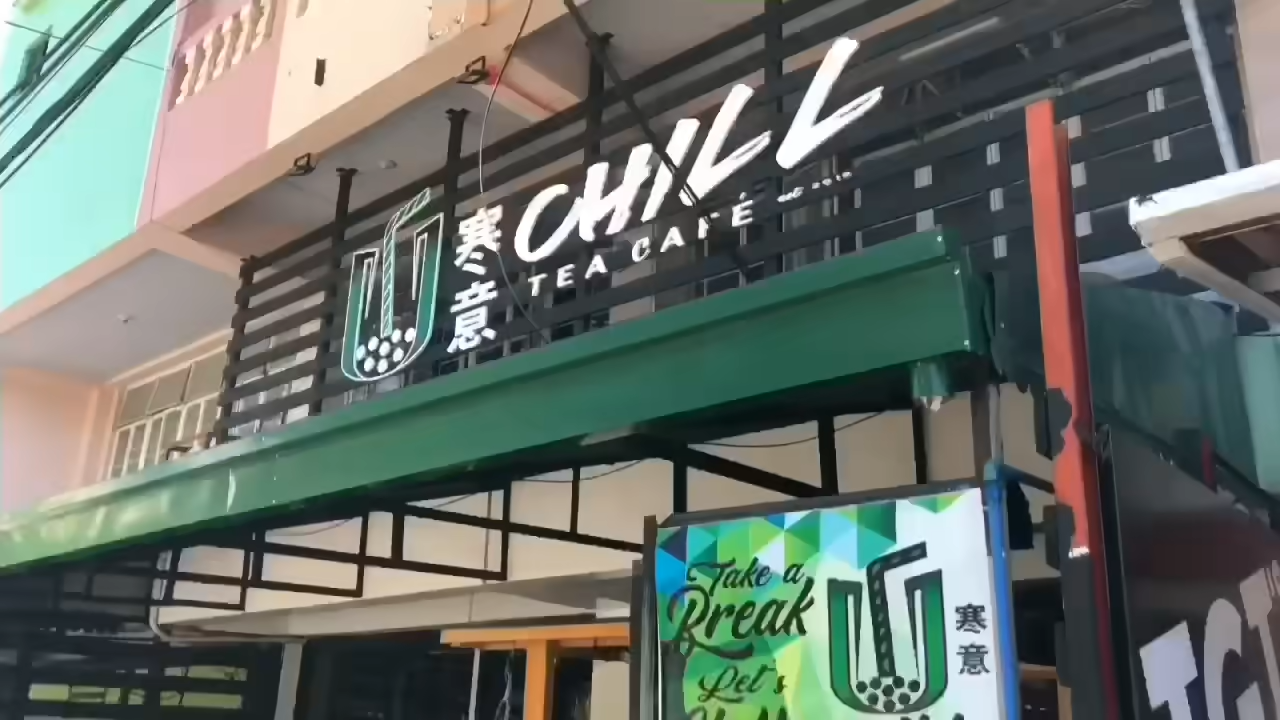 寒意
CHILL
TEA CAFÉ
Take a
Break
Let's
寒意